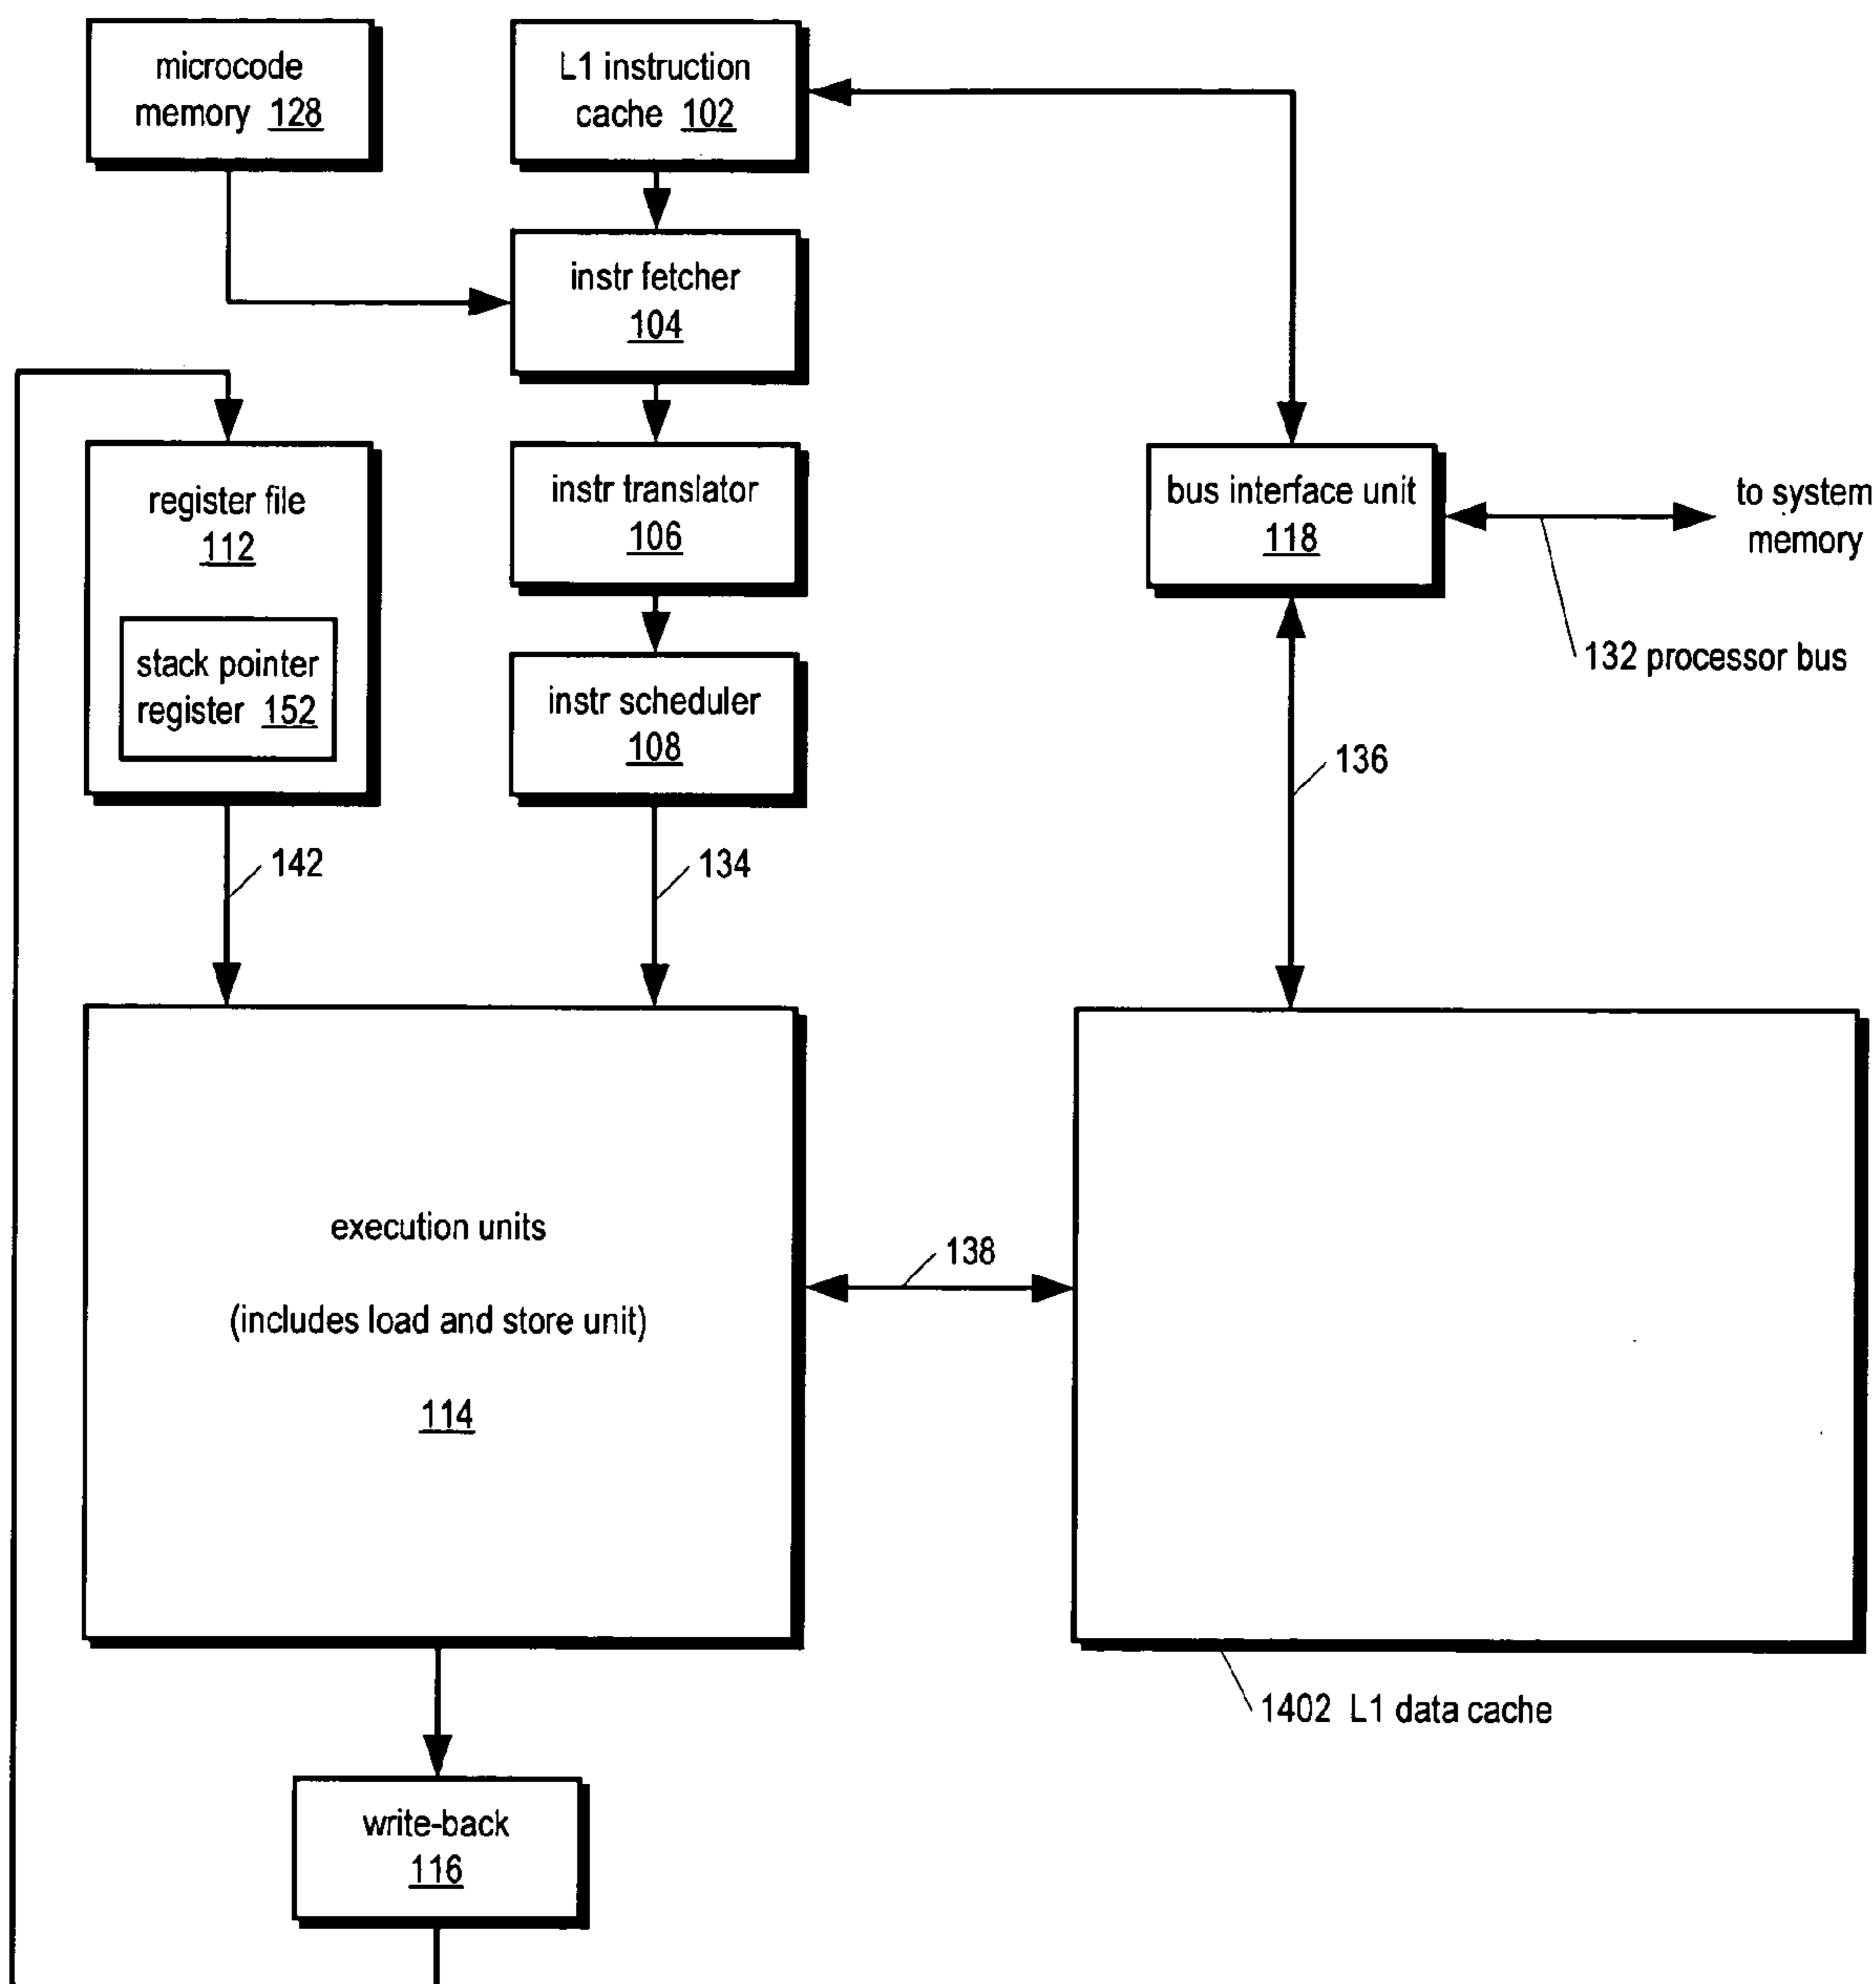 microcode
memory 128
L1 instruction
cache 102
instr fetcher
104
register file
112
stack pointer
register 152
instr translator
106
bus interface unit
118
to system
memory
132 processor bus
instr scheduler
108
136
142
134
execution units
(includes load and store unit)
114
138
1402 L1 data cache
write-back
116